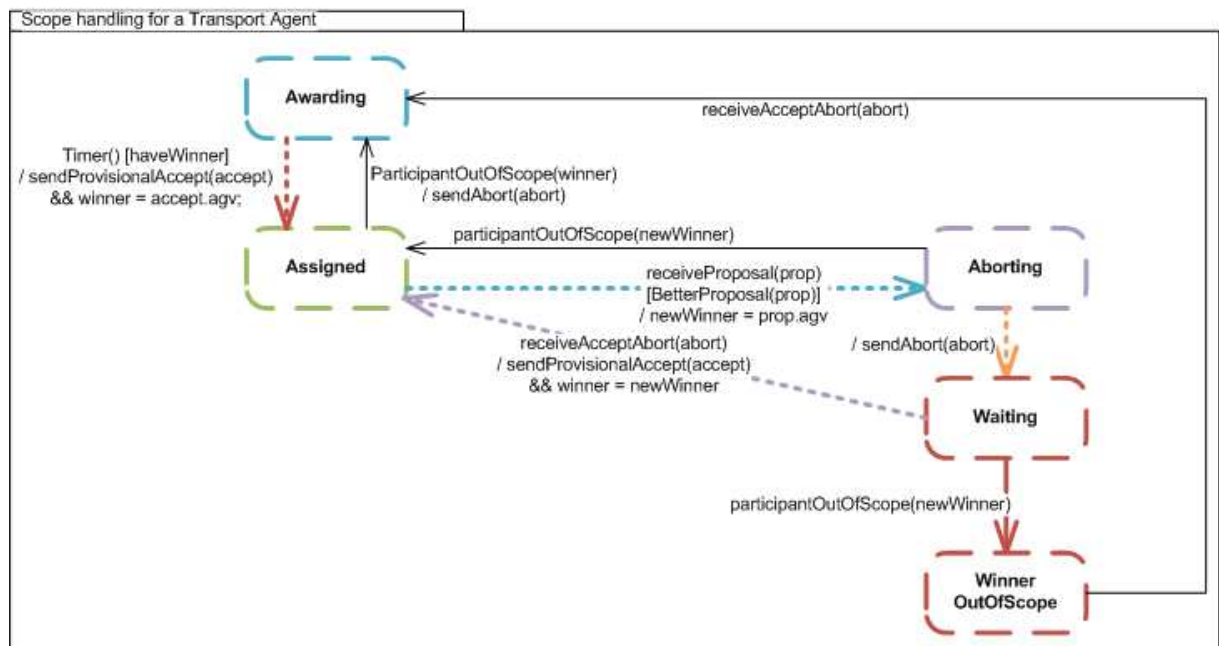 Scope handling for a Transport Agent
Awarding
receiveAcceptAbort(abort)
Timer() [haveWinner]
/ sendProvisionalAccept(accept)
&& winner = accept.agv;
ParticipantOutOfScope(winner)
/ sendAbort(abort)
participantOutOfScope(newWinner)
Assigned
Aborting
receiveProposal(prop)
[BetterProposal(prop)]
/ newWinner = prop.agv
receiveAcceptAbort(abort)
/ sendProvisionalAccept(accept)
&& winner = newWinner
/ sendAbort(abort)
Waiting
participantOutOfScope(newWinner)
Winner
OutOfScope